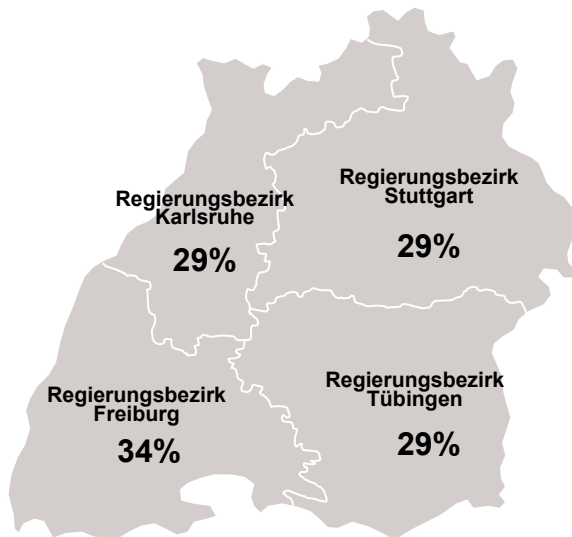 Regierungsbezirk
Karlsruhe
29%
Regierungsbezirk
Stuttgart
29%
Regierungsbezirk
Freiburg
34%
Regierungsbezirk
Tübingen
29%